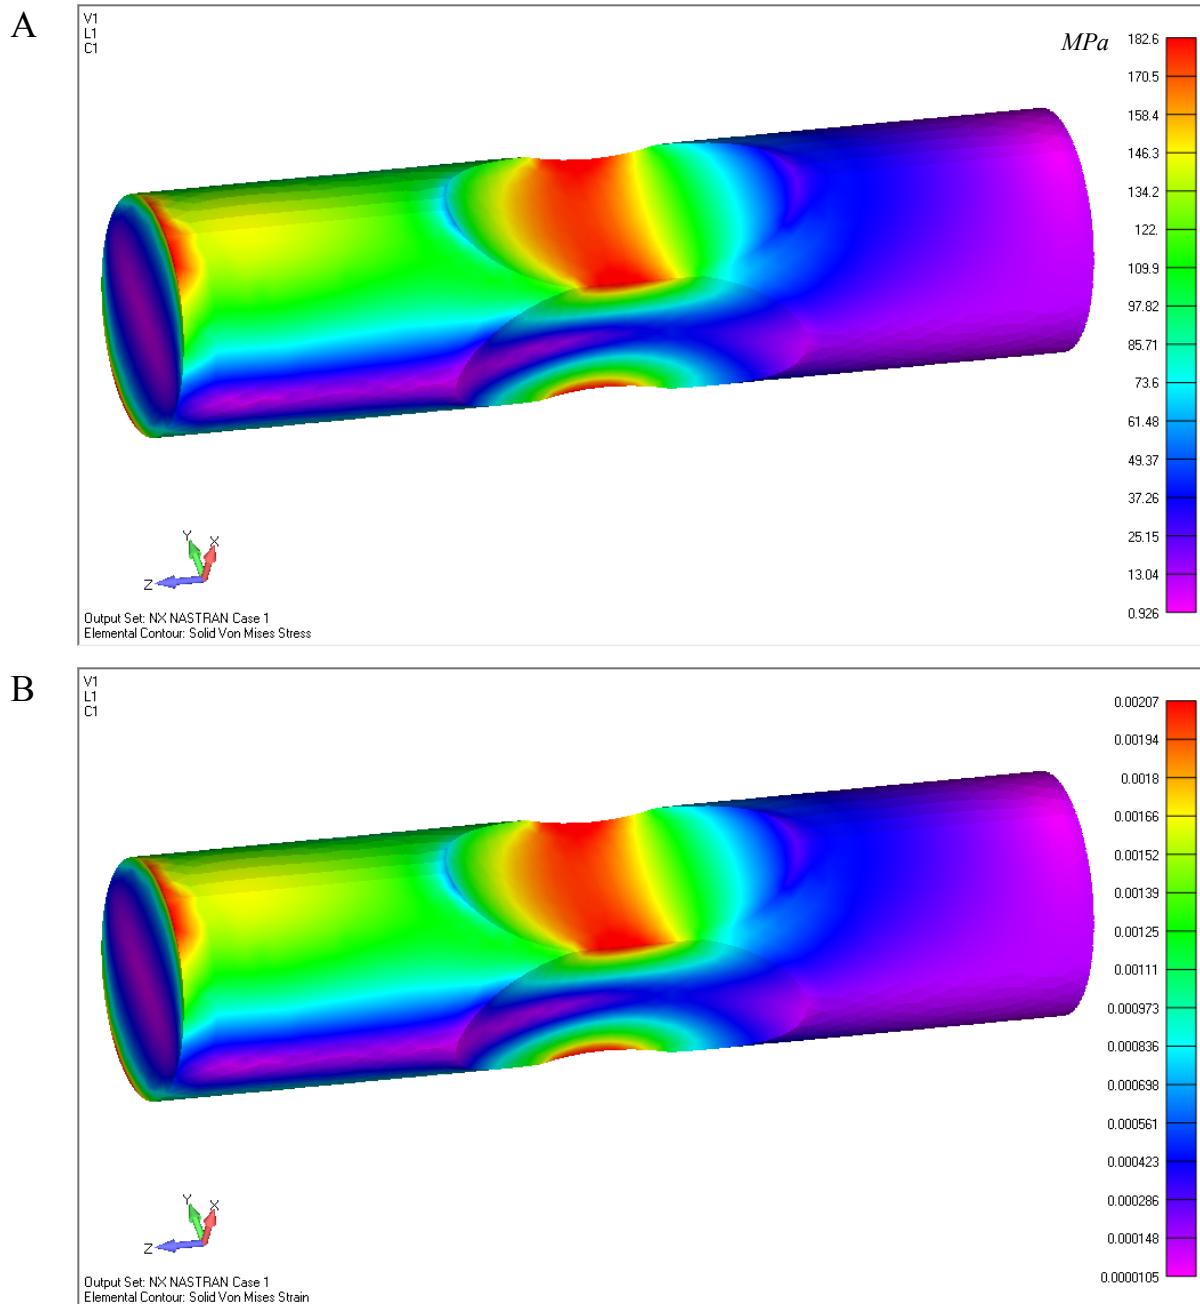 A
V1
L1
C1
MPa
182.6
170.5
158.4
146.3
134.2
122.
109.9
97.82
85.71
73.6
61.48
49.37
37.26
25.15
13.04
0.926
Y
X
Z
Output Set: NX NASTRAN Case 1
Elemental Contour: Solid Von Mises Stress
B
V1
L1
C1
0.00207
0.00194
0.0018
0.00166
0.00152
0.00139
0.00125
0.00111
0.000973
0.000836
0.000698
0.000561
0.000423
0.000286
0.000148
0.0000105
Y
X
Z
Output Set: NX NASTRAN Case 1
Elemental Contour: Solid Von Mises Strain